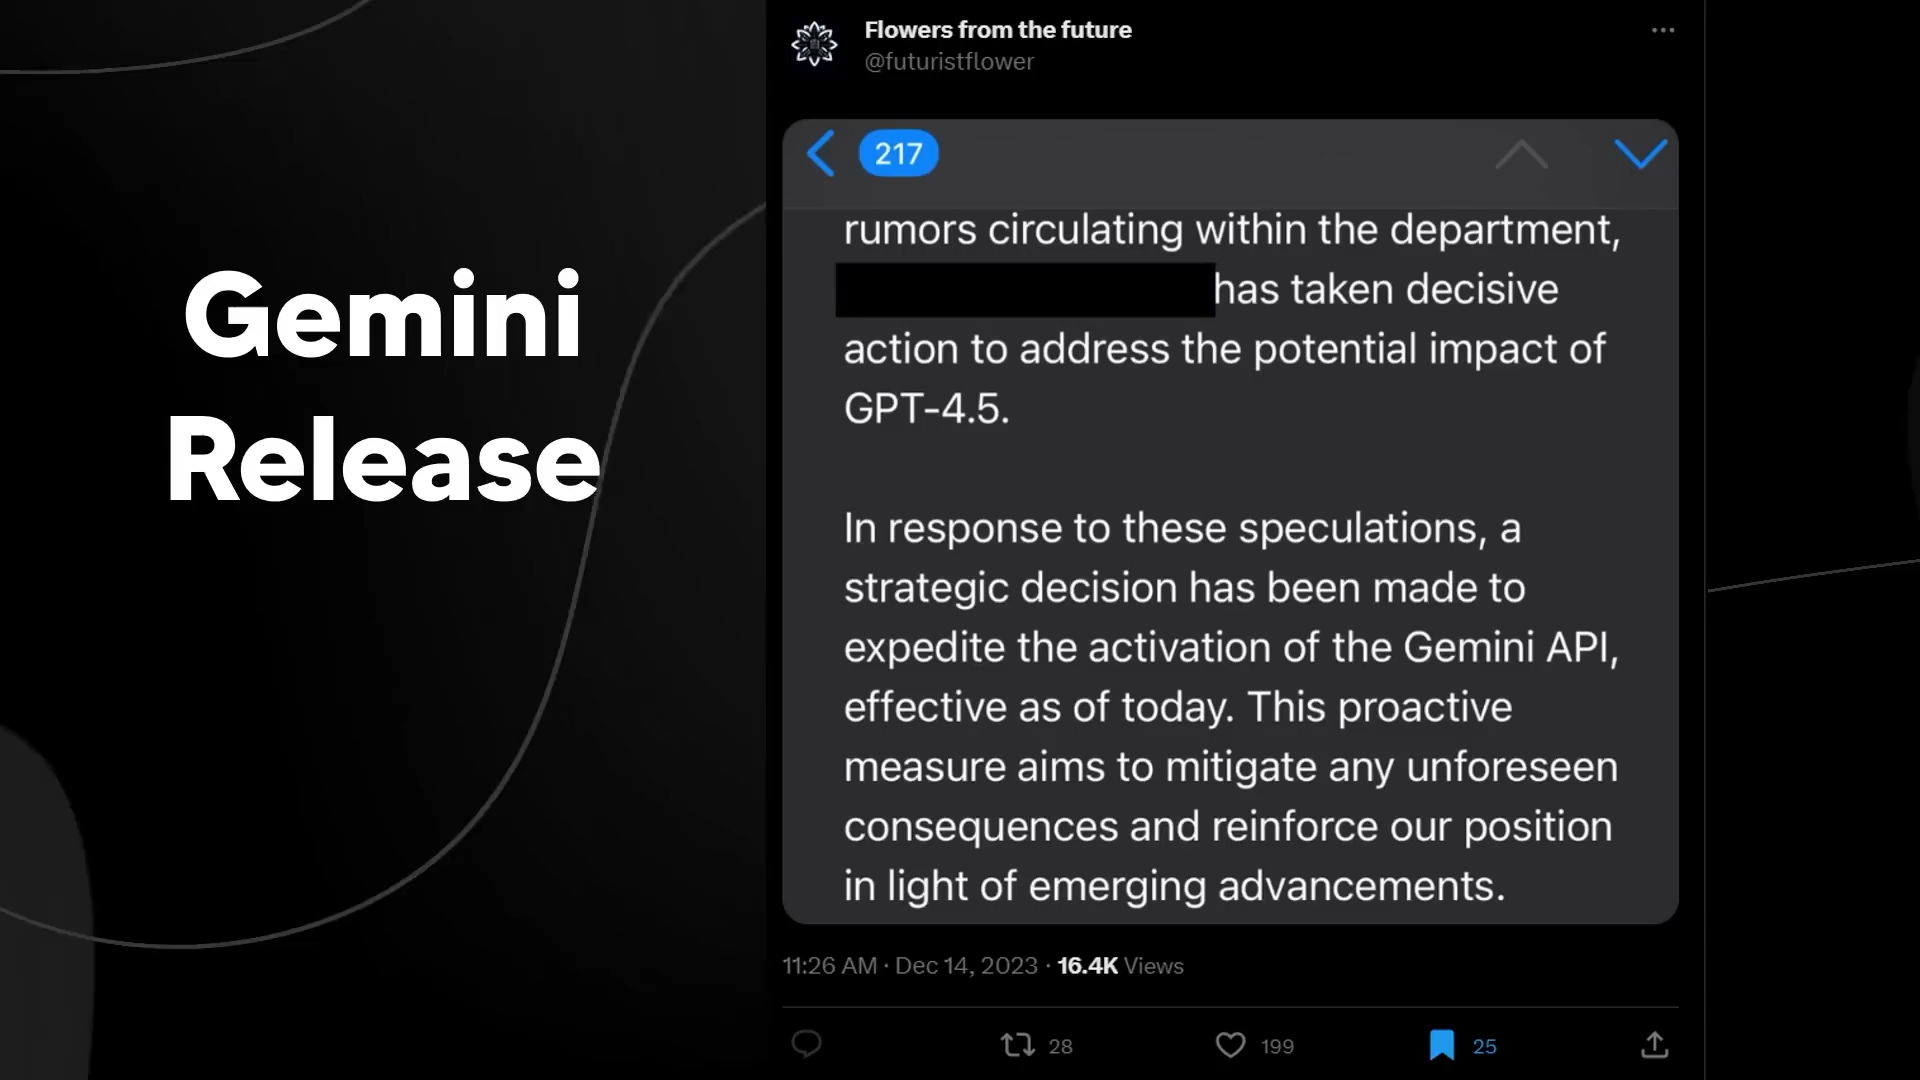 Gemini
Release
Flowers from the future
@futuristflower
217
rumors circulating within the department,
has taken decisive
action to address the potential impact of
GPT-4.5.
In response to these speculations, a
strategic decision has been made to
expedite the activation of the Gemini API,
effective as of today. This proactive
measure aims to mitigate any unforeseen
consequences and reinforce our position
in light of emerging advancements.
11:26 AM · Dec 14, 2023 · 16.4K Views
28 199 25